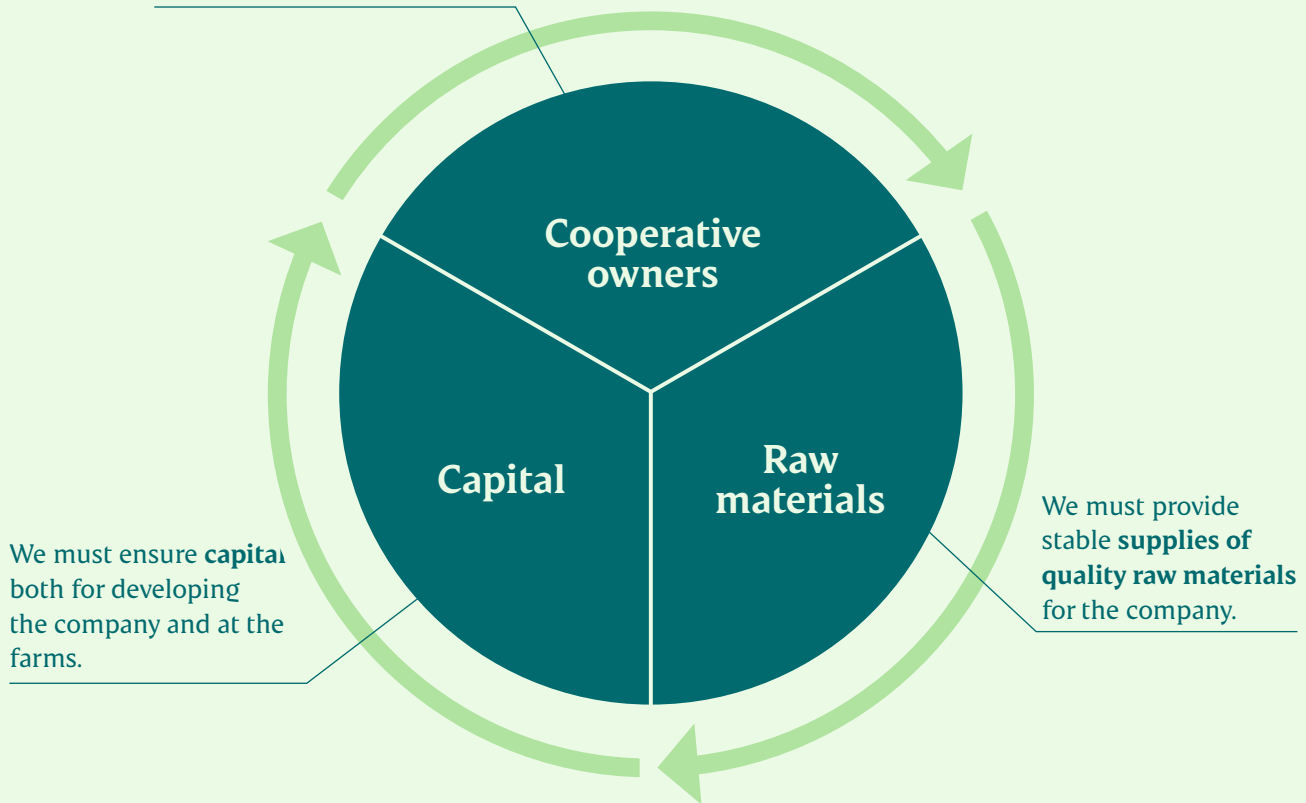 Cooperative
owners
Capital
Raw
materials
We must ensure capital
both for developing
the company and at the
farms.
We must provide
stable supplies of
quality raw materials
for the company.